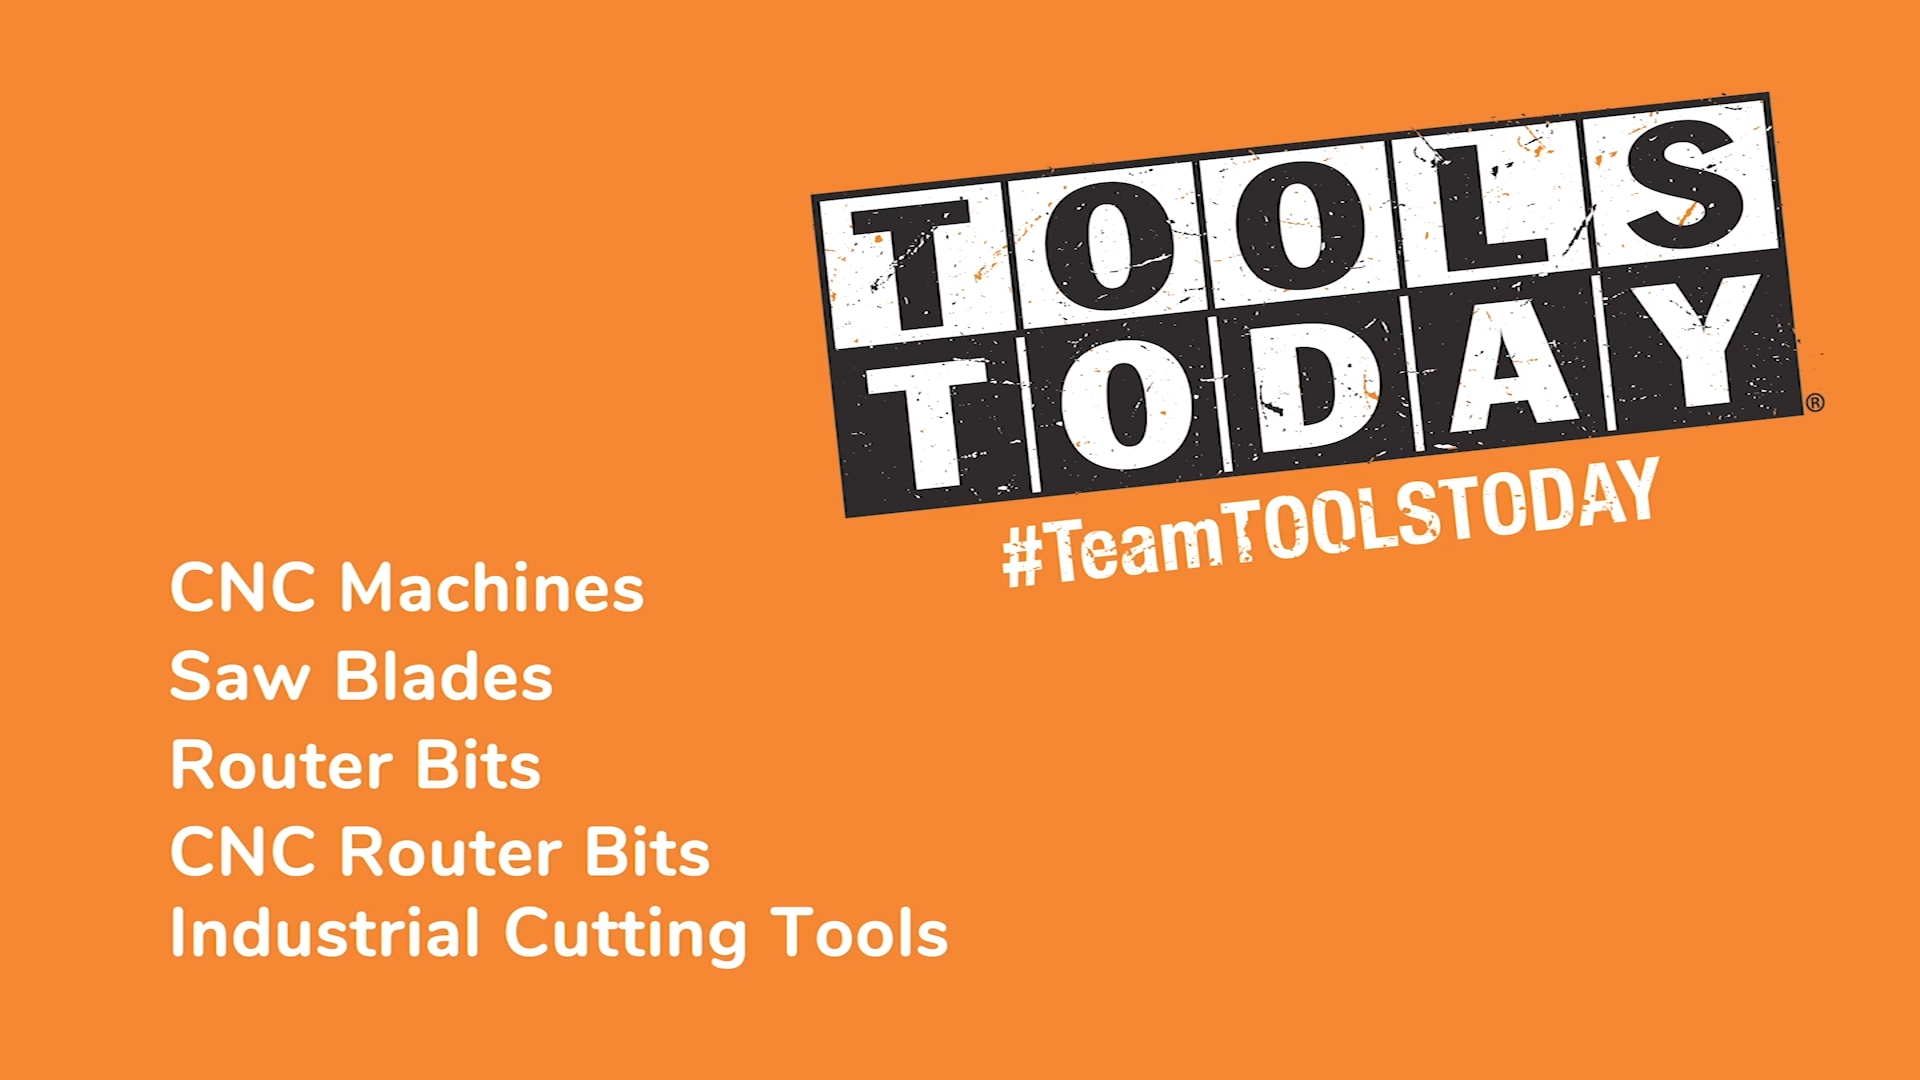 TOOLS
TODAY®
#TeamTOOLSTODAY
CNC Machines
Saw Blades
Router Bits
CNC Router Bits
Industrial Cutting Tools